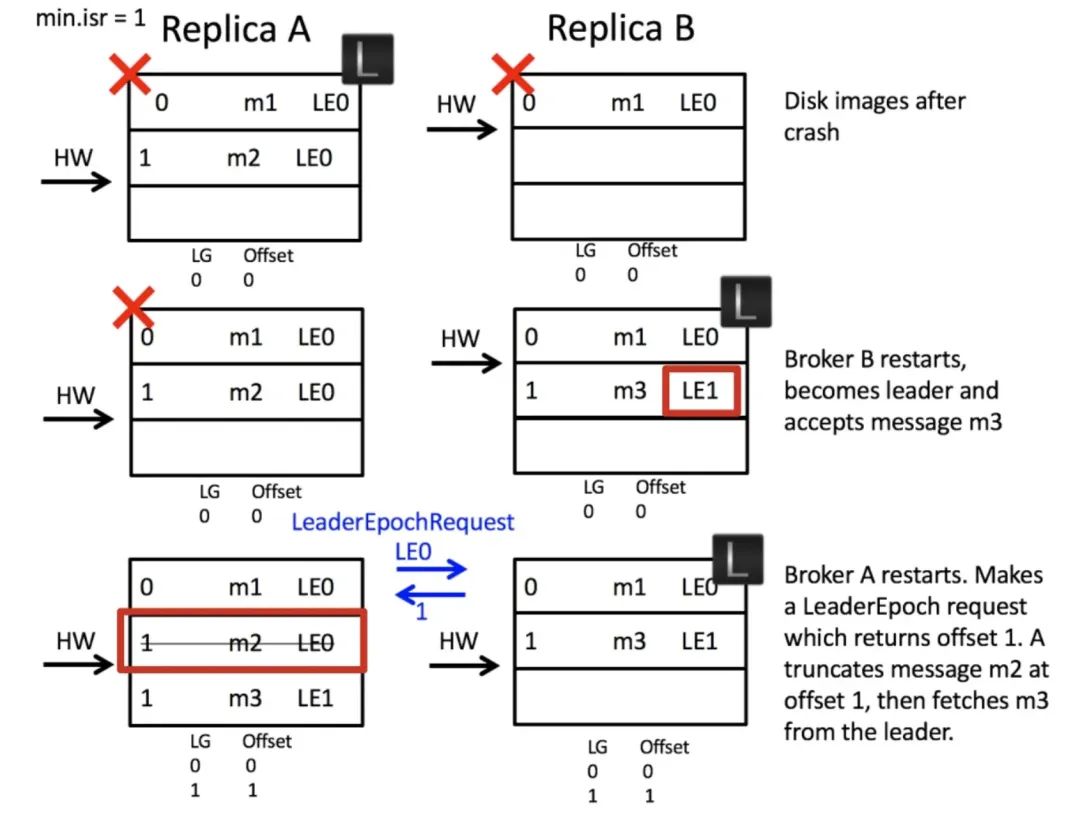 min.isr = 1
Replica A
Replica B
L
0 m1 LE0
HW
1 m2 LE0
LG Offset
0 0
HW
0 m1 LE0
LG Offset
0 0
Disk images after
crash
0 m1 LE0
HW
1 m2 LE0
LG Offset
0 0
L
HW
0 m1 LE0
1 m3 LE1
LG Offset
0 0
Broker B restarts,
becomes leader and
accepts message m3
LeaderEpochRequest
LE0
1
0 m1 LE0
HW
1 m2 LE0
1 m3 LE1
LG Offset
0 0
1 1
L
0 m1 LE0
HW
1 m3 LE1
LG Offset
0 0
1 1
Broker A restarts. Makes
a LeaderEpoch request
which returns offset 1. A
truncates message m2 at
offset 1, then fetches m3
from the leader.